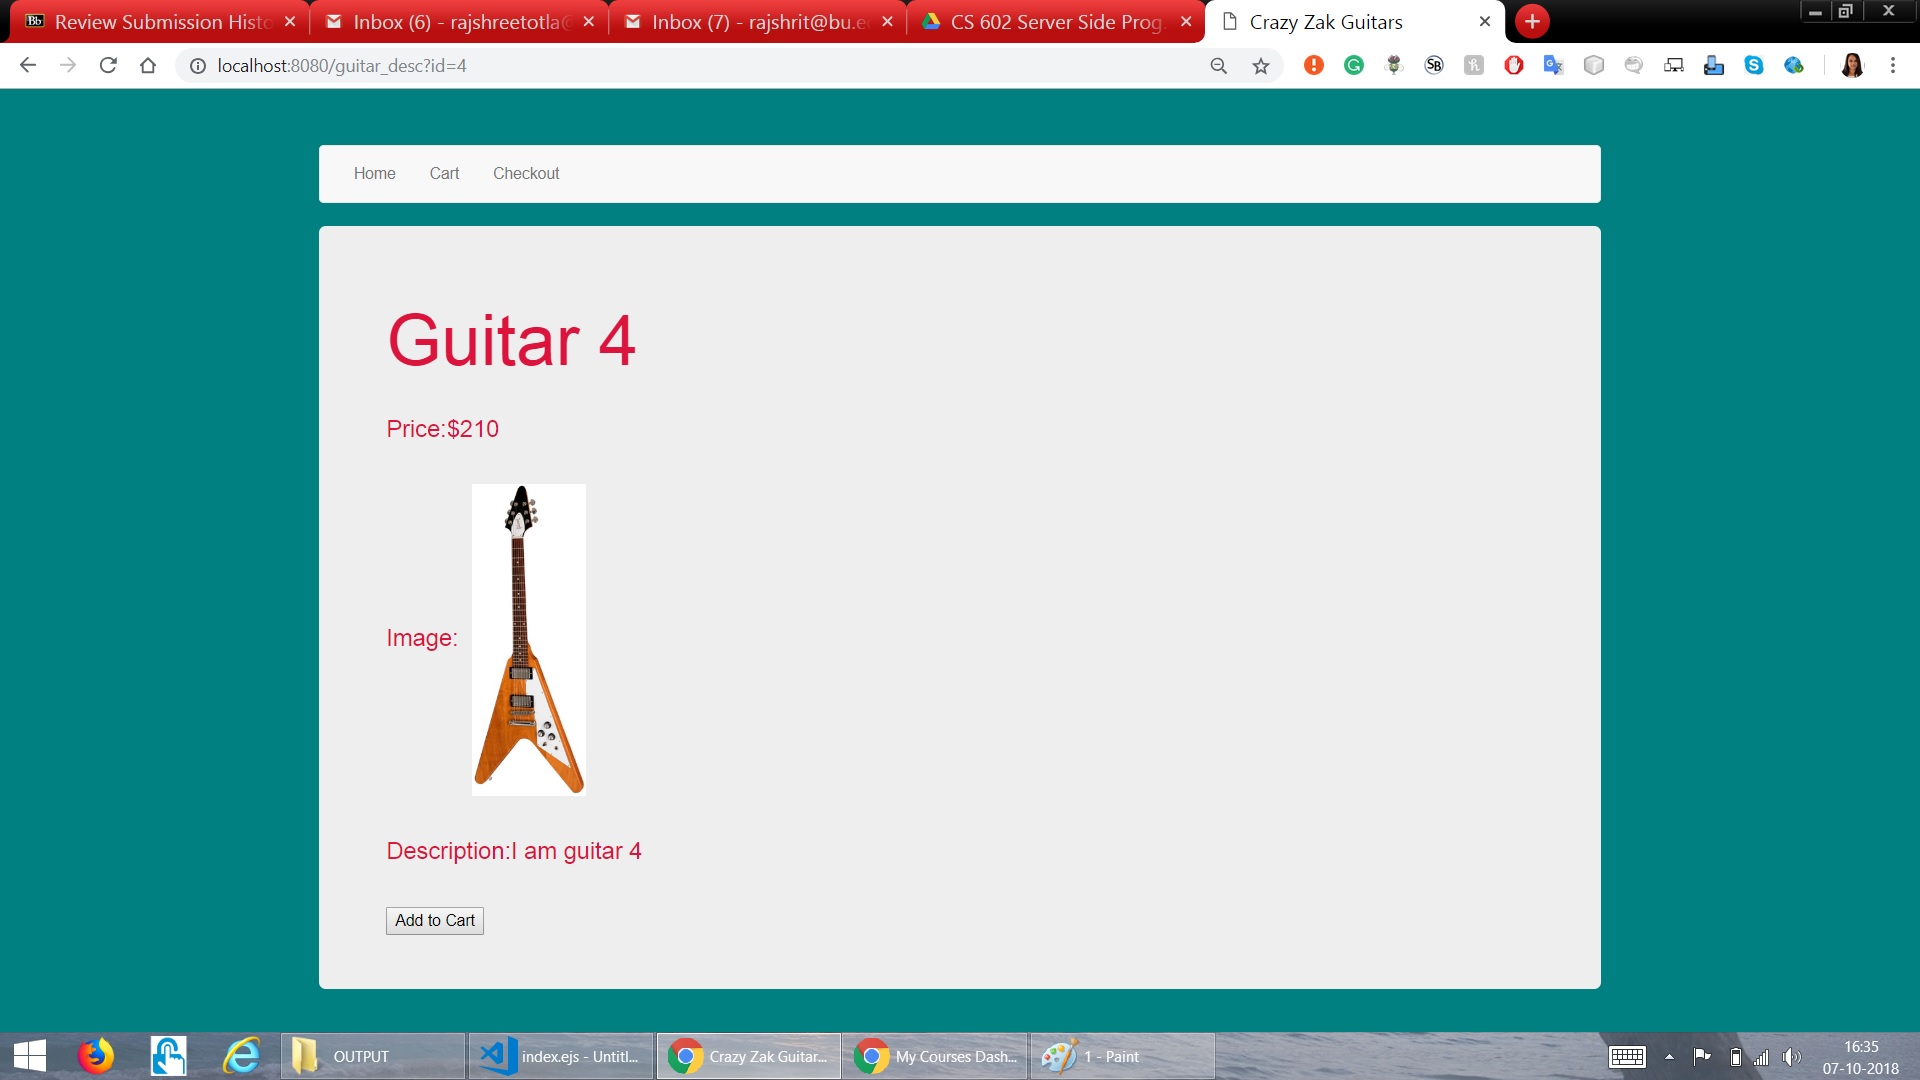 Review Submission Histo
Inbox (6) - rajshreetotla@
Inbox (7) - rajshrit@bu.e
CS 602 Server Side Prog
Crazy Zak Guitars
localhost:8080/guitar_desc?id=4
Home Cart Checkout
Guitar 4
Price:$210
Image:
Description:I am guitar 4
Add to Cart
OUTPUT
index.ejs - Untitl...
Crazy Zak Guitar...
My Courses Dash...
1 - Paint
16:35
07-10-2018